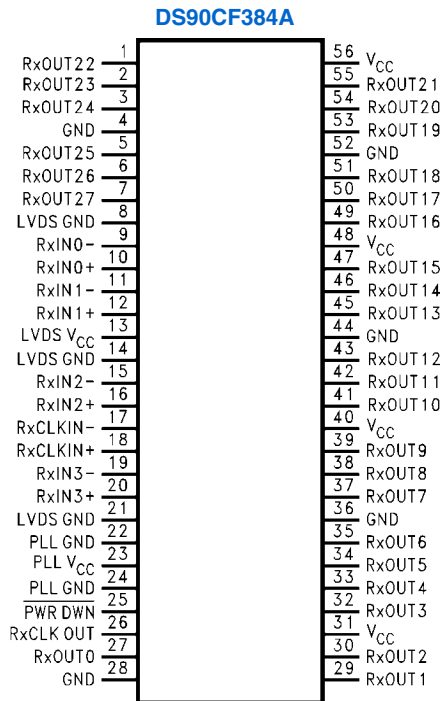 DS90CF384A
RxOUT22 1
RxOUT23 2
RxOUT24 3
GND 4
RxOUT25 5
RxOUT26 6
RxOUT27 7
LVDS GND 8
RxIN0- 9
RxIN0+ 10
RxIN1- 11
RxIN1+ 12
LVDS VCC 13
LVDS GND 14
RxIN2- 15
RxIN2+ 16
RxCLKIN- 17
RxCLKIN+ 18
RxIN3- 19
RxIN3+ 20
LVDS GND 21
PLL GND 22
PLL VCC 23
PLL GND 24
PWR DWN 25
RxCLK OUT 26
RxOUT0 27
GND 28
56 VCC
55 RxOUT21
54 RxOUT20
53 RxOUT19
52 GND
51 RxOUT18
50 RxOUT17
49 RxOUT16
48 VCC
47 RxOUT15
46 RxOUT14
45 RxOUT13
44 GND
43 RxOUT12
42 RxOUT11
41 RxOUT10
40 VCC
39 RxOUT9
38 RxOUT8
37 RxOUT7
36 GND
35 RxOUT6
34 RxOUT5
33 RxOUT4
32 RxOUT3
31 VCC
30 RxOUT2
29 RxOUT1